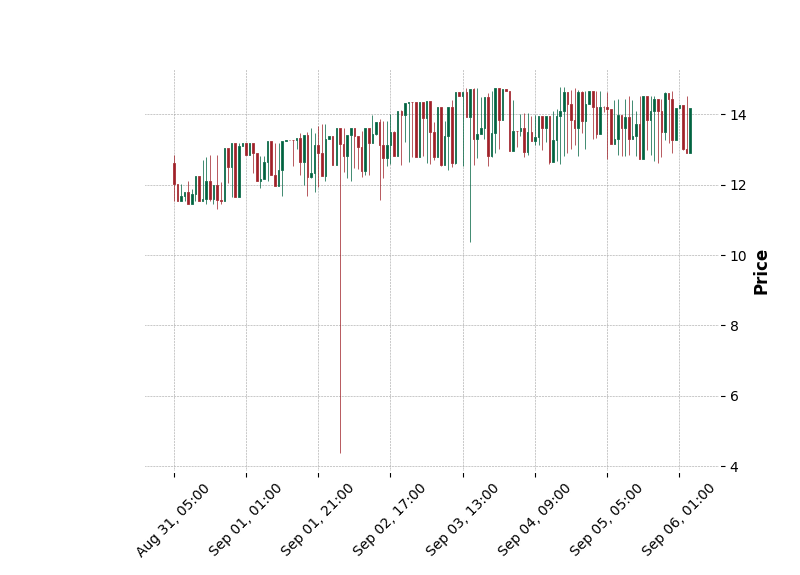 14
12
10
8
6
4
Price
Aug 31, 05:00
Sep 01, 01:00
Sep 01, 21:00
Sep 02, 17:00
Sep 03, 13:00
Sep 04, 09:00
Sep 05, 05:00
Sep 06, 01:00